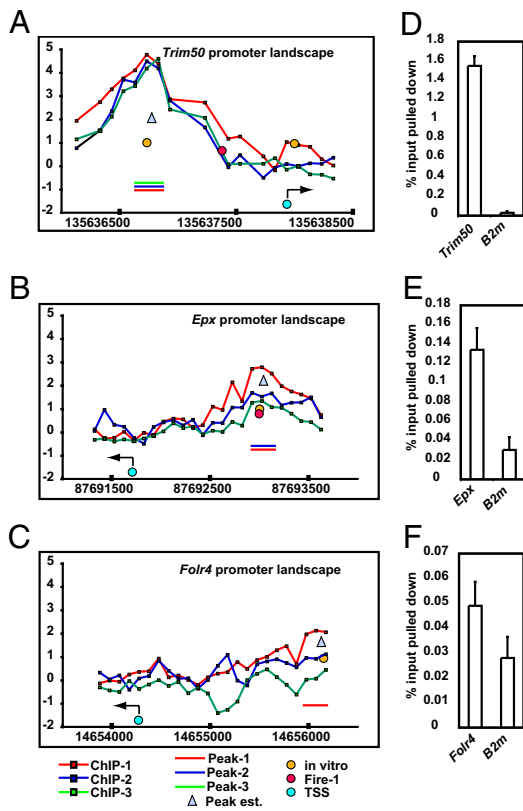 A
Trim50 promoter landscape
5
4
3
2
1
0
-1
-2
135636500
135637500
135638500
D
% input pulled down
1.8
1.6
1.4
1.2
1.0
0.8
0.6
0.4
0.2
0
Trim50
B2m
B
Epx promoter landscape
5
4
3
2
1
0
-1
-2
87691500
87692500
87693500
E
% input pulled down
0.18
0.16
0.14
0.12
0.1
0.08
0.06
0.04
0.02
0
Epx
B2m
C
Folr4 promoter landscape
5
4
3
2
1
0
-1
-2
14654000
14655000
14656000
F
% input pulled down
0.07
0.06
0.05
0.04
0.03
0.02
0.01
0
Folr4
B2m
ChIP-1
ChIP-2
ChIP-3
Peak-1
Peak-2
Peak-3
Peak est.
in vitro
Fire-1
TSS